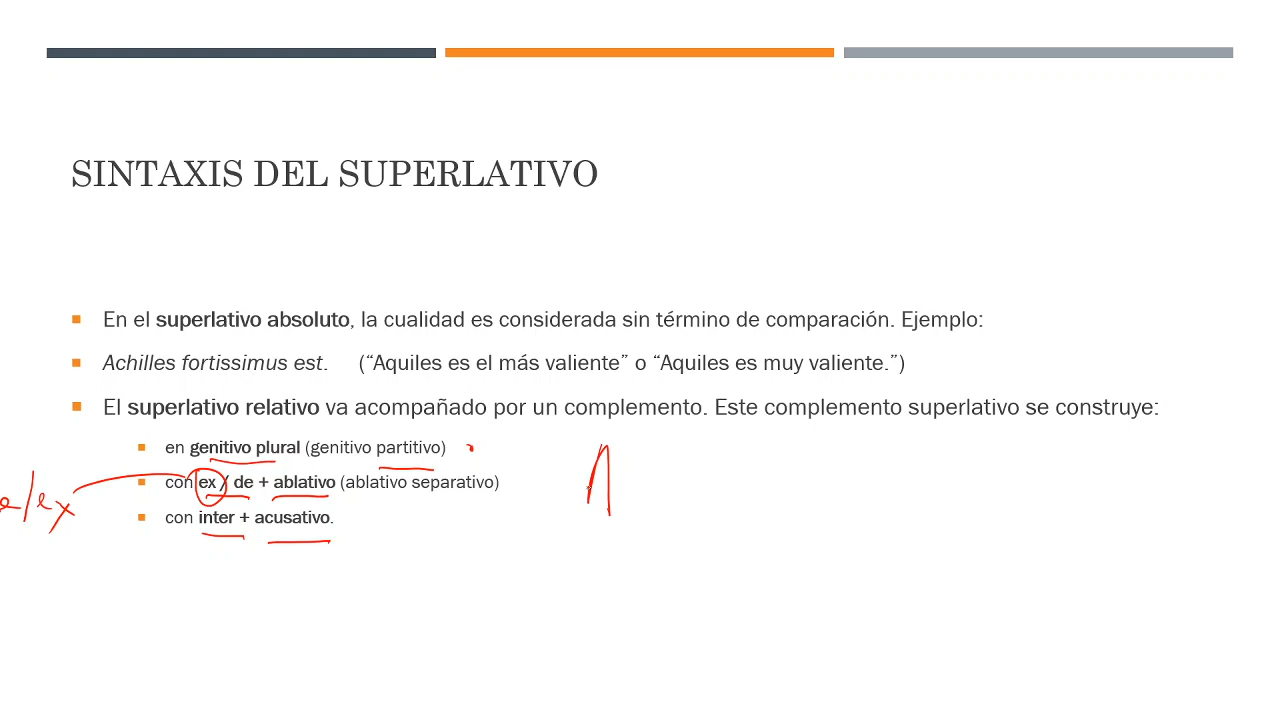 SINTAXIS DEL SUPERLATIVO
En el superlativo absoluto, la cualidad es considerada sin término de comparación. Ejemplo:
Achilles fortissimus est. (“Aquiles es el más valiente” o “Aquiles es muy valiente.”)
El superlativo relativo va acompañado por un complemento. Este complemento superlativo se construye:
en genitivo plural (genitivo partitivo)
con ex / de + ablativo (ablativo separativo)
e/ex
con inter + acusativo.